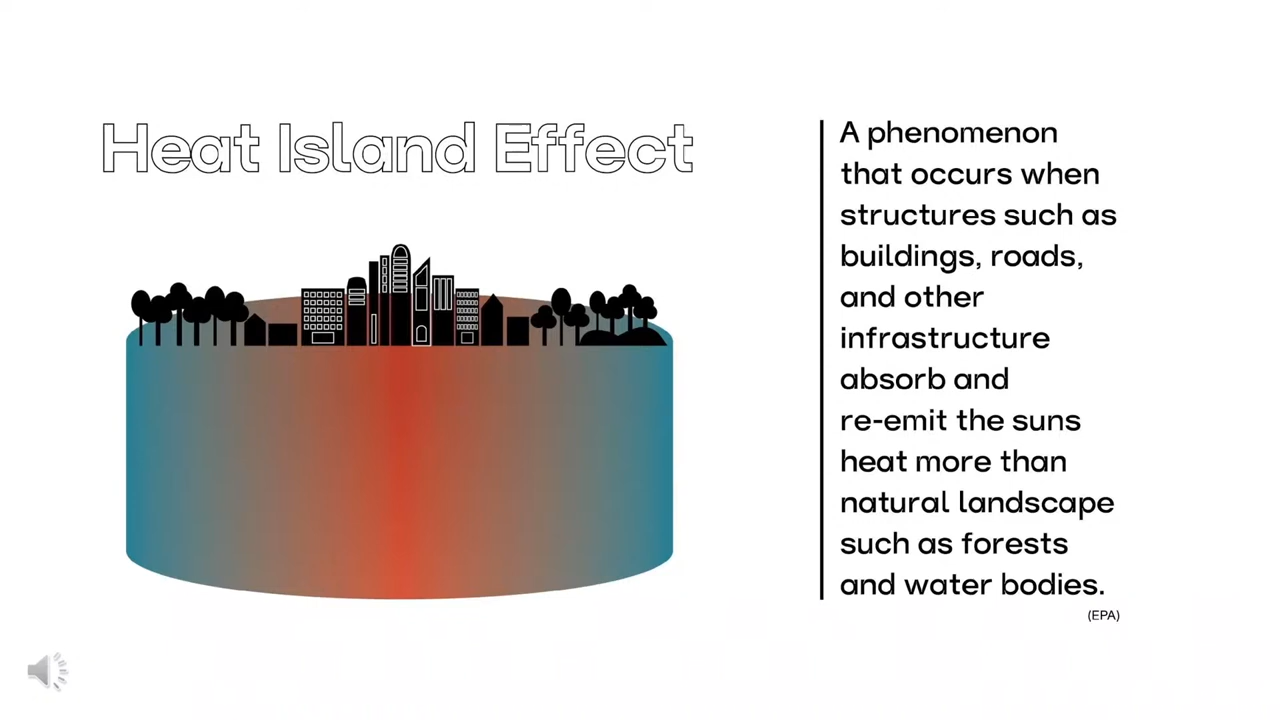 Heat Island Effect
A phenomenon
that occurs when
structures such as
buildings, roads,
and other
infrastructure
absorb and
re-emit the suns
heat more than
natural landscape
such as forests
and water bodies.
(EPA)